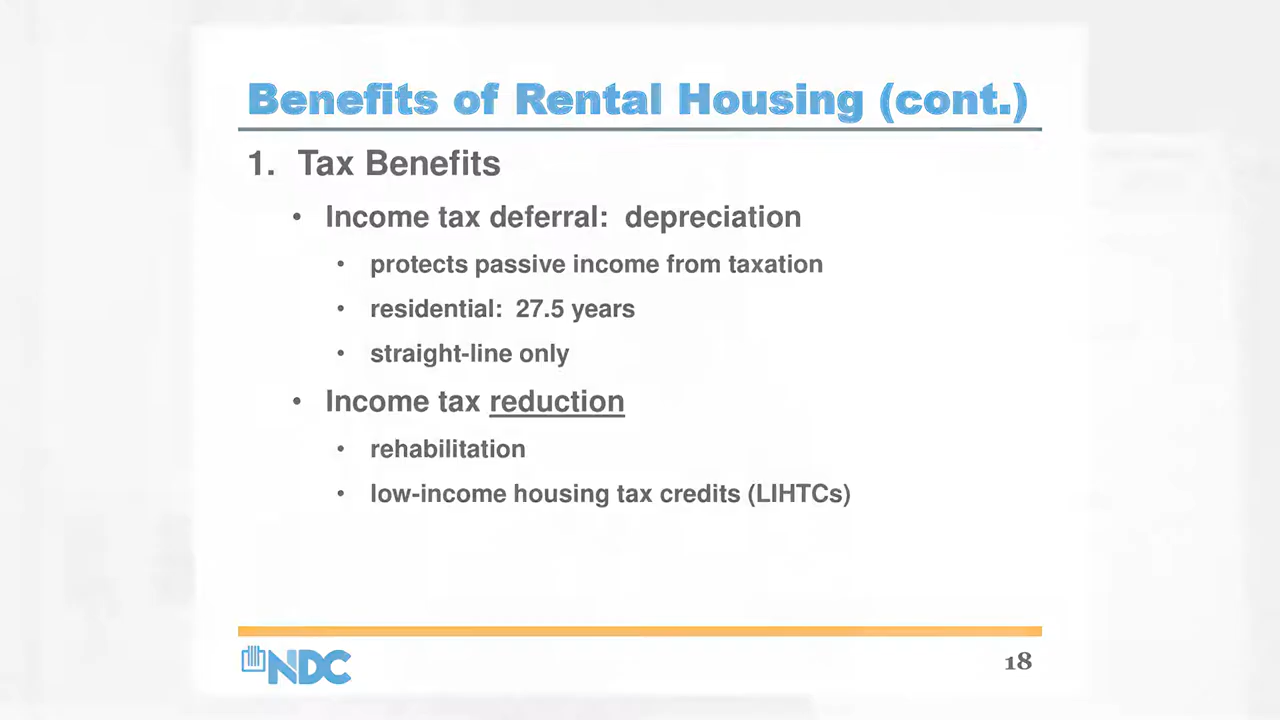 Benefits of Rental Housing (cont.)
1. Tax Benefits
• Income tax deferral: depreciation
• protects passive income from taxation
• residential: 27.5 years
• straight-line only
• Income tax reduction
• rehabilitation
• low-income housing tax credits (LIHTCs)
NDC
18